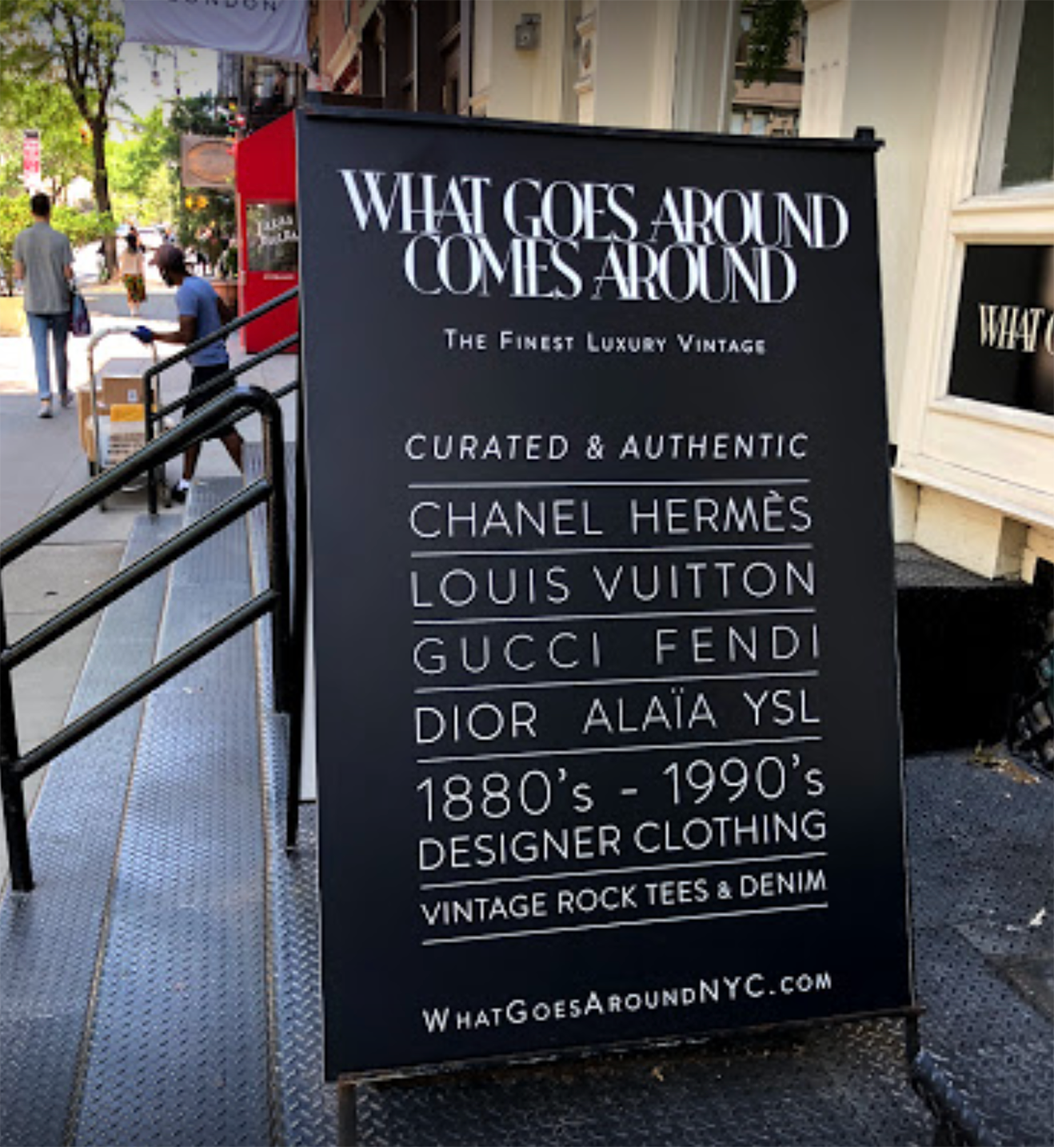 LONDON
WHAT GOES AROUND
COMES AROUND
THE FINEST LUXURY VINTAGE
CURATED & AUTHENTIC
CHANEL HERMÈS
LOUIS VUITTON
GUCCI FENDI
DIOR ALAÏA YSL
1880's - 1990's
DESIGNER CLOTHING
VINTAGE ROCK TEES & DENIM
WHATGOESAROUNDNYC.COM
WHAT